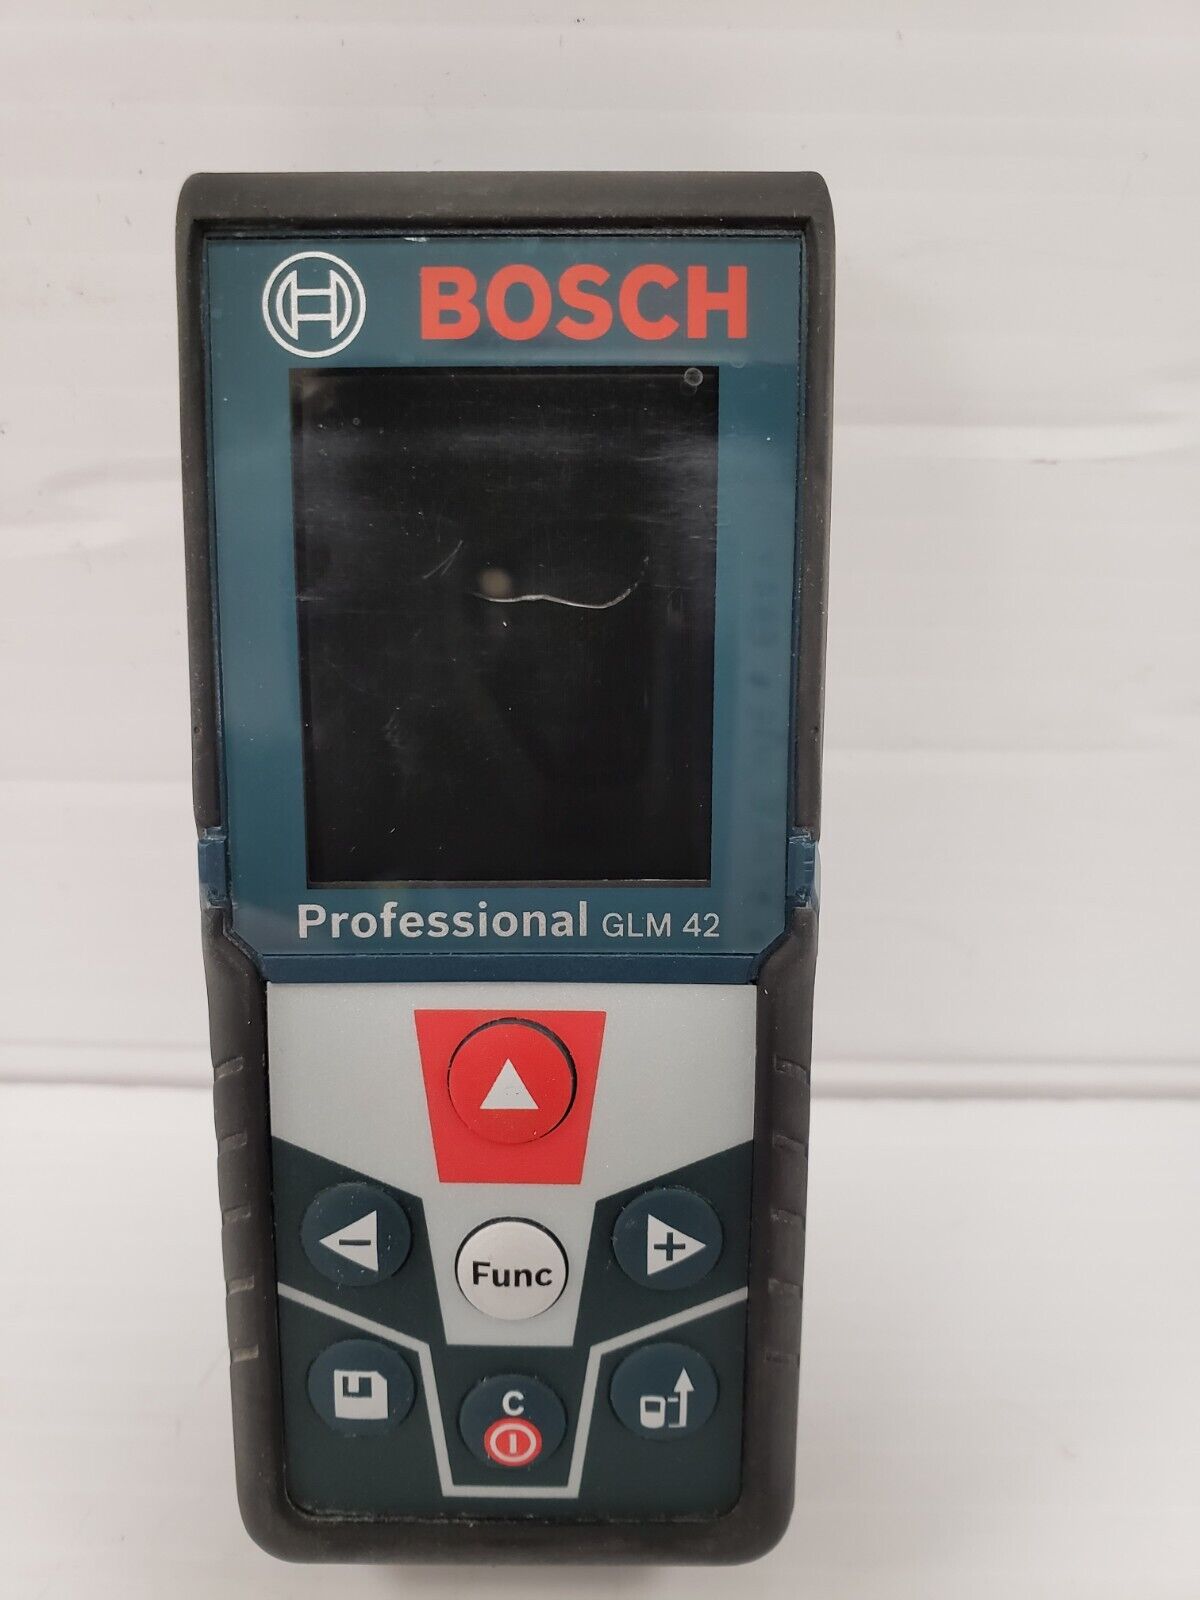 BOSCH
Professional GLM 42
- Func +
C